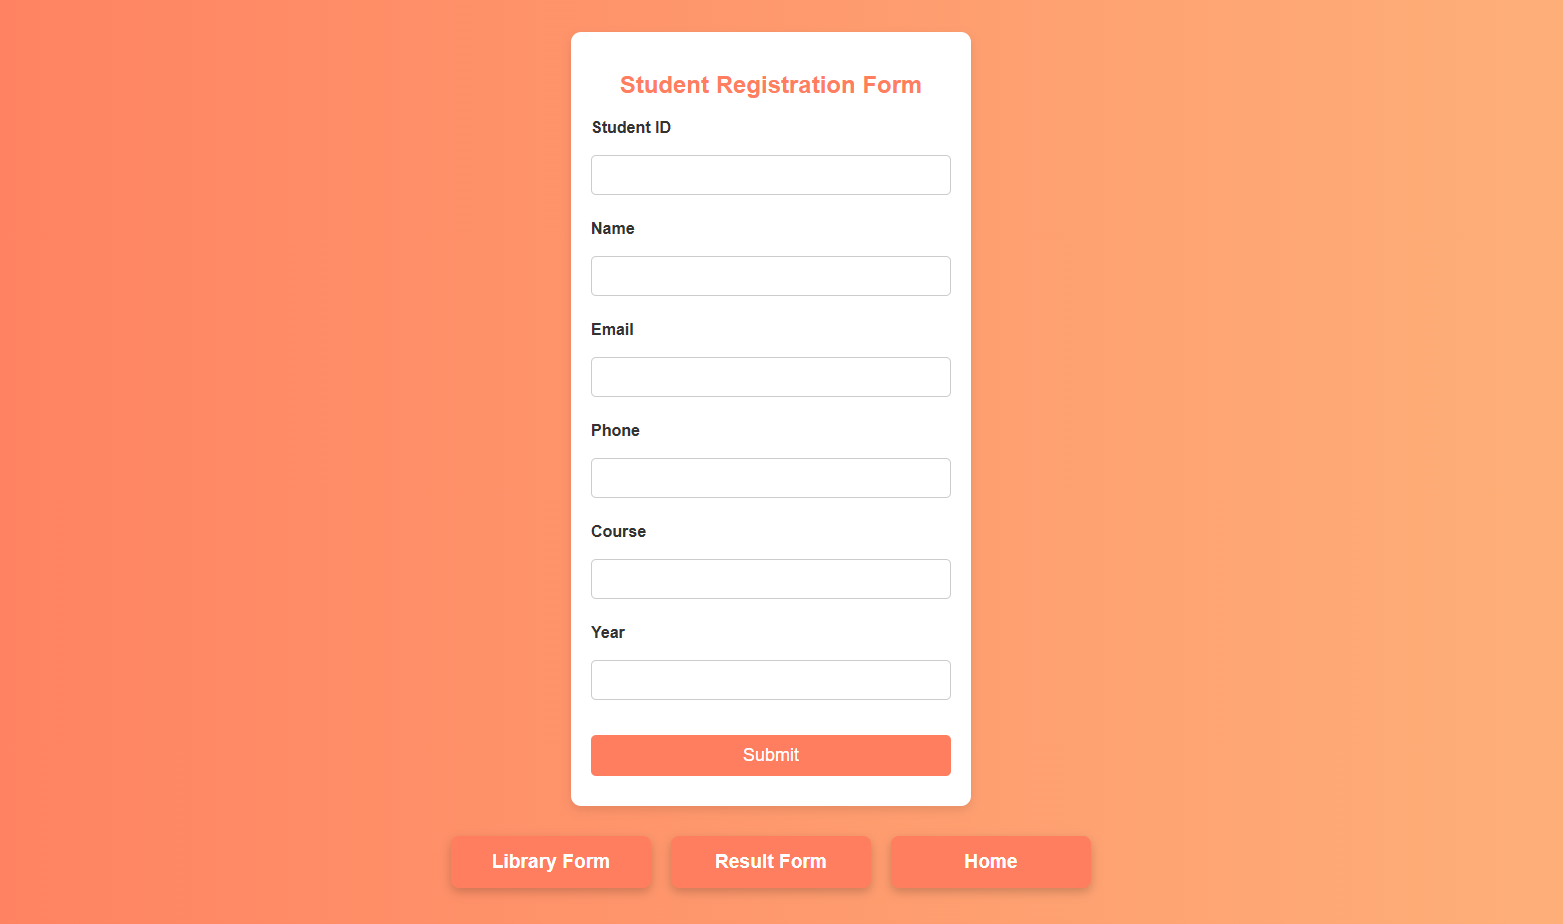 Student Registration Form
Student ID
Name
Email
Phone
Course
Year
Submit
Library Form
Result Form
Home